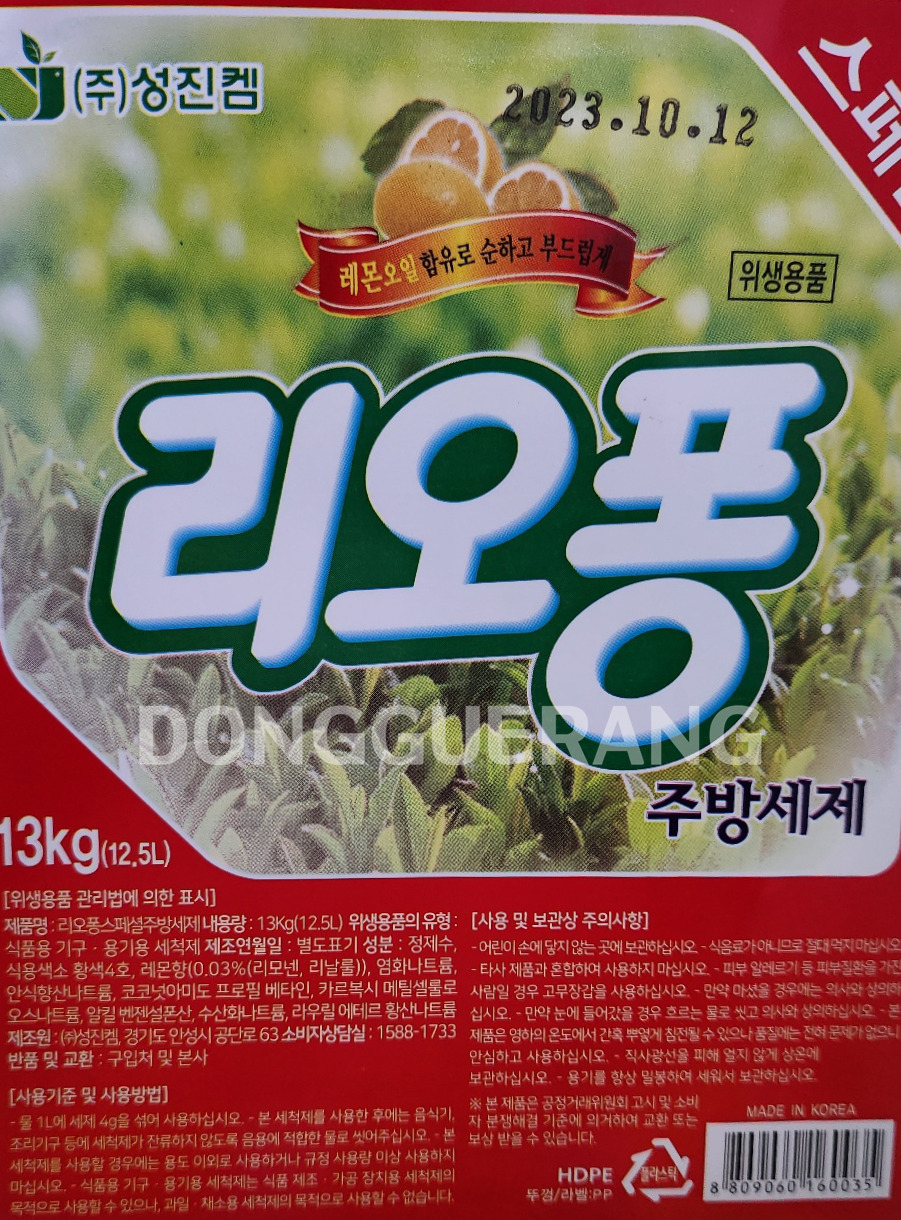 (주)성진켐
2023.10.12
스페
레몬오일 함유로 순하고 부드럽게
위생용품
리오퐁
DONGGUERANG
주방세제
13kg(12.5L)
[위생용품 관리법에 의한 표시]
제품명 : 리오퐁스페셜주방세제 내용량 : 13Kg(12.5L) 위생용품의 유형 :
식품용 기구 · 용기용 세척제 제조연월일 : 별도표기 성분 : 정제수,
식용색소 황색4호, 레몬향(0.03%(리모넨, 리날룰)), 염화나트륨,
안식향산나트륨, 코코넛아미도 프로필 베타인, 카르복시 메틸셀룰로
오스나트륨, 알킬 벤젠설폰산, 수산화나트륨, 라우릴 에테르 황산나트륨
제조원 : ㈜성진켐, 경기도 안성시 공단로 63 소비자상담실 : 1588-1733
반품 및 교환 : 구입처 및 본사
[사용기준 및 사용방법]
- 물 1L에 세제 4g을 섞어 사용하십시오. - 본 세척제를 사용한 후에는 음식기,
조리기구 등에 세척제가 잔류하지 않도록 음용에 적합한 물로 씻어주십시오. - 본
세척제를 사용할 경우에는 용도 이외로 사용하거나 규정 사용량 이상 사용하지
마십시오. - 식품용 기구 · 용기용 세척제는 식품 제조 · 가공 장치용 세척제의
목적으로 사용할 수 있으나, 과일 · 채소용 세척제의 목적으로 사용할 수 없습니다.
[사용 및 보관상 주의사항]
- 어린이 손에 닿지 않는 곳에 보관하십시오. - 식음료가 아니므로 절대 먹지 마십시오
- 타사 제품과 혼합하여 사용하지 마십시오. - 피부 알레르기 등 피부질환을 가진
사람일 경우 고무장갑을 사용하십시오. - 만약 마셨을 경우에는 의사와 상의하
십시오. - 만약 눈에 들어갔을 경우 흐르는 물로 씻고 의사와 상의하십시오. - 본
제품은 영하의 온도에서 간혹 뿌옇게 침전될 수 있으나 품질에는 전혀 문제가 없으니
안심하고 사용하십시오. - 직사광선을 피해 얼지 않게 상온에
보관하십시오. - 용기를 항상 밀봉하여 세워서 보관하십시오.
※ 본 제품은 공정거래위원회 고시 및 소비
자 분쟁해결 기준에 의거하여 교환 또는
보상 받을 수 있습니다.
HDPE
뚜껑/라벨:PP
플라스틱
MADE IN KOREA
8 809060 160035